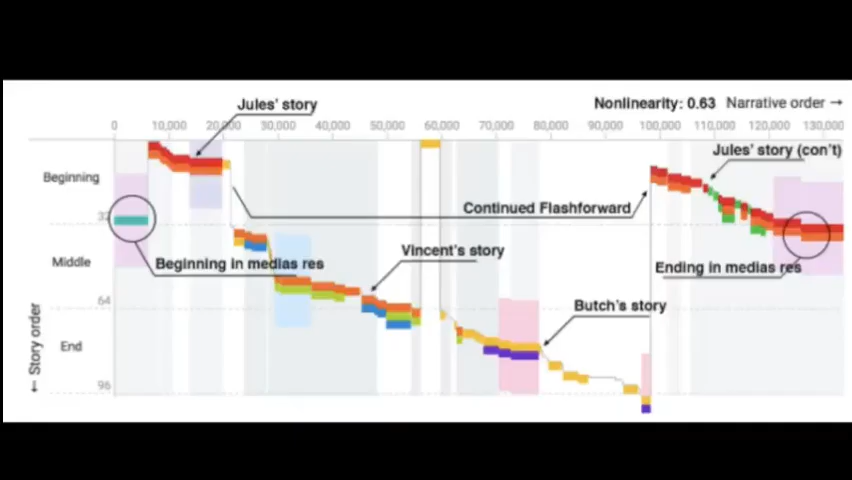 Jules' story
Nonlinearity: 0.63 Narrative order →
0 10,000 20,000 30,000 40,000 50,000 60,000 70,000 80,000 90,000 100,000 110,000 120,000 130,000
Jules' story (con't)
Beginning
Continued Flashforward
32
Vincent's story
Middle
Beginning in medias res
Ending in medias res
64
Butch's story
End
96
← Story order